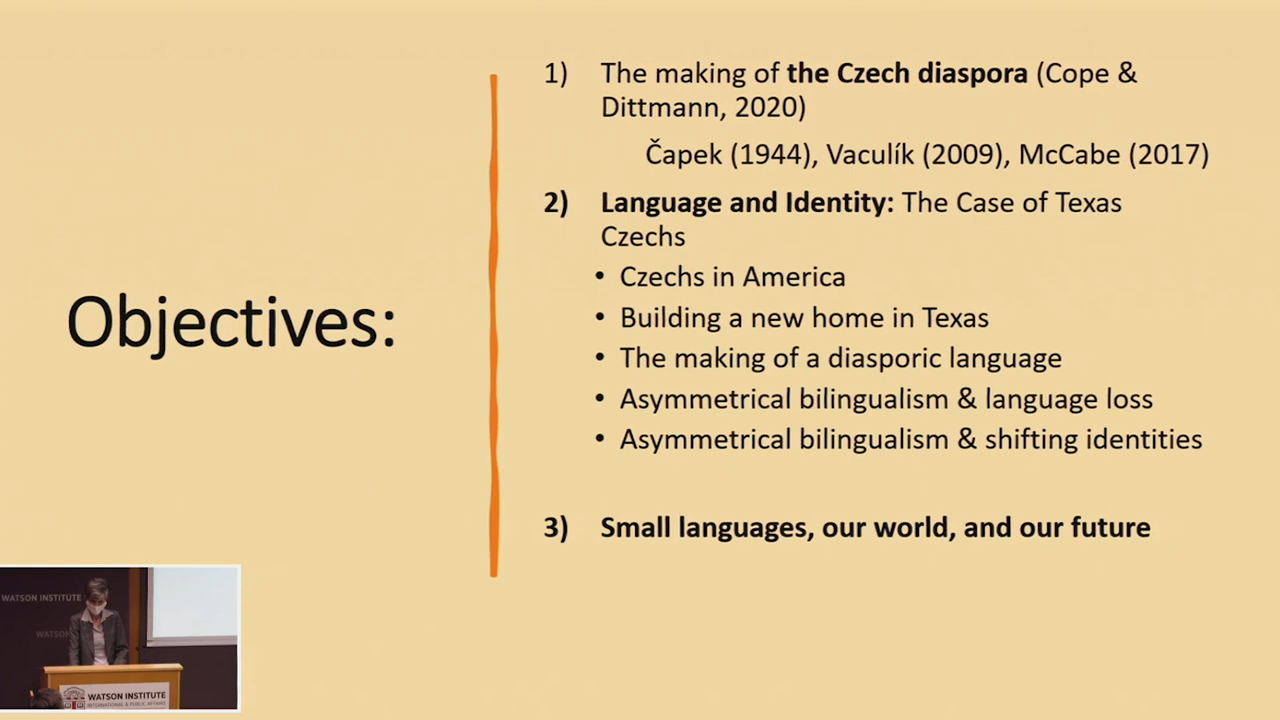 Objectives:
1) The making of the Czech diaspora (Cope &
Dittmann, 2020)
Čapek (1944), Vaculík (2009), McCabe (2017)
2) Language and Identity: The Case of Texas
Czechs
• Czechs in America
• Building a new home in Texas
• The making of a diasporic language
• Asymmetrical bilingualism & language loss
• Asymmetrical bilingualism & shifting identities
3) Small languages, our world, and our future
WATSON INSTITUTE
WATSON
WATSON INSTITUTE
INTERNATIONAL & PUBLIC AFFAIRS